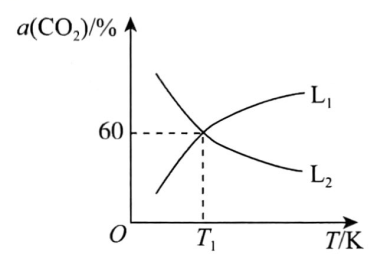 a(CO₂)/%
L₁
60
L₂
O
T₁
T/K